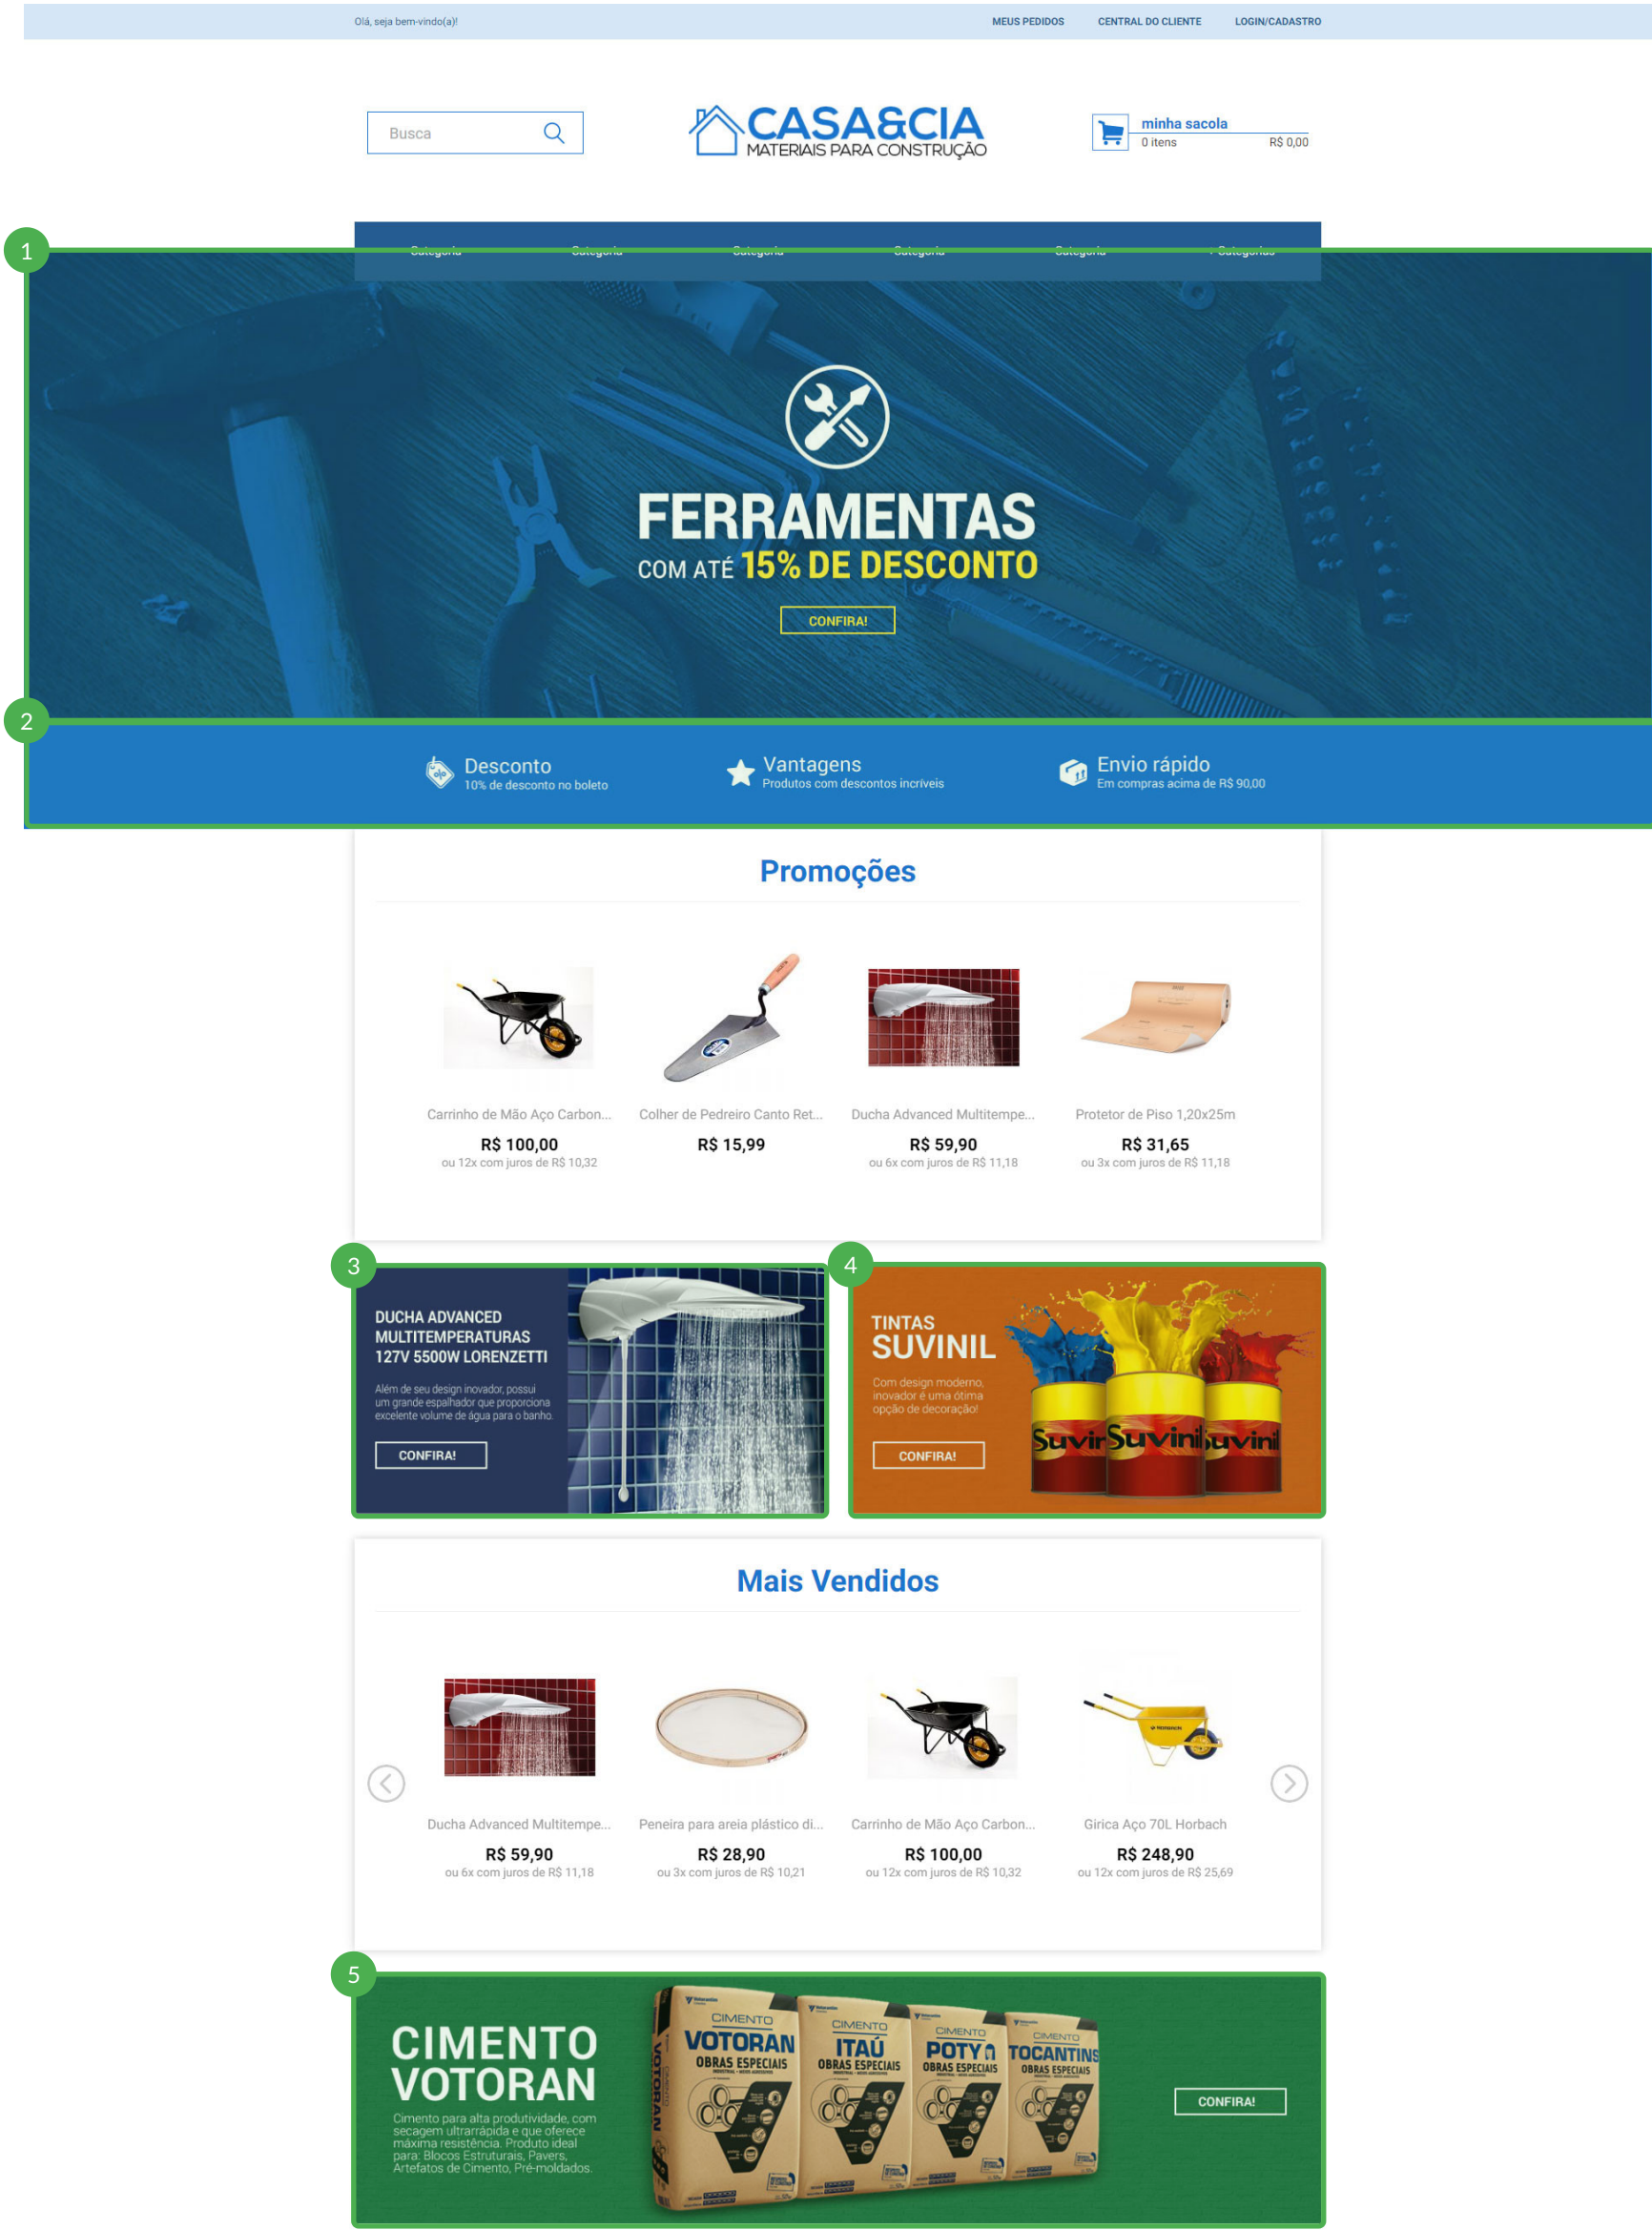 Olá, seja bem-vindo(a)!
MEUS PEDIDOS CENTRAL DO CLIENTE LOGIN/CADASTRO
Busca
CASA&CIA
MATERIAIS PARA CONSTRUÇÃO
minha sacola
0 itens R$ 0,00
1
Categoria Categoria Categoria Categoria Categoria + Categorias
FERRAMENTAS
COM ATÉ 15% DE DESCONTO
CONFIRA!
2
Desconto
10% de desconto no boleto
Vantagens
Produtos com descontos incríveis
Envio rápido
Em compras acima de R$ 90,00
Promoções
Carrinho de Mão Aço Carbon...
R$ 100,00
ou 12x com juros de R$ 10,32
Colher de Pedreiro Canto Ret...
R$ 15,99
Ducha Advanced Multitempe...
R$ 59,90
ou 6x com juros de R$ 11,18
Protetor de Piso 1,20x25m
R$ 31,65
ou 3x com juros de R$ 11,18
3
DUCHA ADVANCED
MULTITEMPERATURAS
127V 5500W LORENZETTI
Além de seu design inovador, possui
um grande espalhador que proporciona
excelente volume de água para o banho.
CONFIRA!
4
TINTAS
SUVINIL
Com design moderno,
inovador é uma ótima
opção de decoração!
CONFIRA!
Suvinil
Mais Vendidos
Ducha Advanced Multitempe...
R$ 59,90
ou 6x com juros de R$ 11,18
Peneira para areia plástico di...
R$ 28,90
ou 3x com juros de R$ 10,21
Carrinho de Mão Aço Carbon...
R$ 100,00
ou 12x com juros de R$ 10,32
Girica Aço 70L Horbach
R$ 248,90
ou 12x com juros de R$ 25,69
5
CIMENTO
VOTORAN
Cimento para alta produtividade, com
secagem ultrarrápida e que oferece
máxima resistência. Produto ideal
para: Blocos Estruturais, Pavers,
Artefatos de Cimento, Pré-moldados.
VOTORAN
CIMENTO
VOTORAN
OBRAS ESPECIAIS
CIMENTO
ITAÚ
OBRAS ESPECIAIS
CIMENTO
POTY
OBRAS ESPECIAIS
CIMENTO
TOCANTINS
OBRAS ESPECIAIS
CONFIRA!